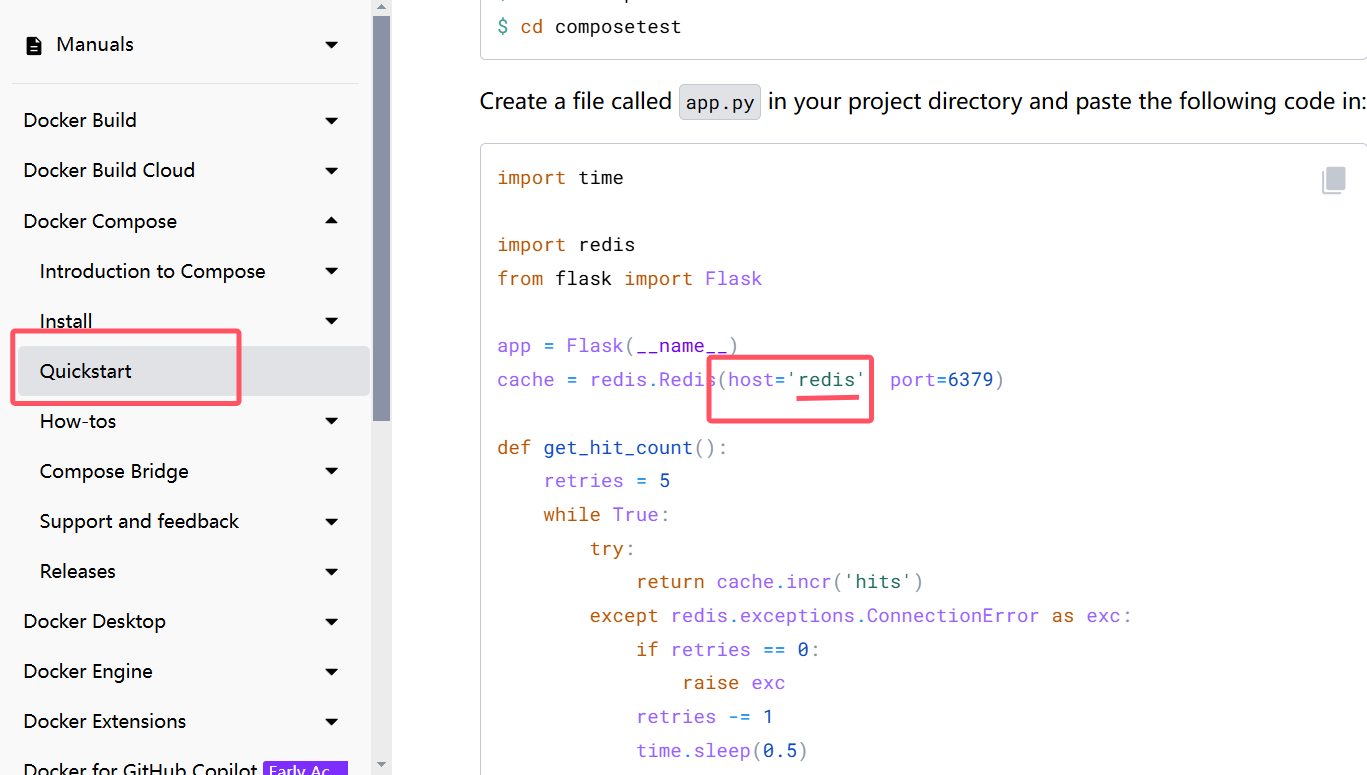 Manuals
Docker Build
Docker Build Cloud
Docker Compose
Introduction to Compose
Install
Quickstart
How-tos
Compose Bridge
Support and feedback
Releases
Docker Desktop
Docker Engine
Docker Extensions
Docker for GitHub Copilot Early Ac...
$ cd composetest
Create a file called app.py in your project directory and paste the following code in:
import time
import redis
from flask import Flask
app = Flask(__name__)
cache = redis.Redis(host='redis' port=6379)
def get_hit_count():
    retries = 5
    while True:
        try:
            return cache.incr('hits')
        except redis.exceptions.ConnectionError as exc:
            if retries == 0:
                raise exc
            retries -= 1
            time.sleep(0.5)